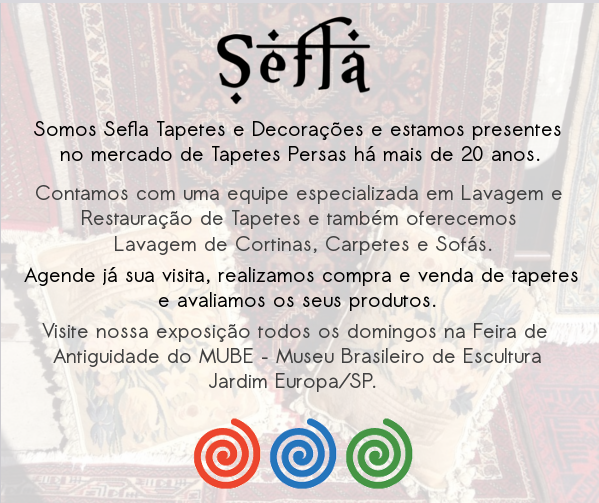 Sefla
Somos Sefla Tapetes e Decorações e estamos presentes
no mercado de Tapetes Persas há mais de 20 anos.
Contamos com uma equipe especializada em Lavagem e
Restauração de Tapetes e também oferecemos
Lavagem de Cortinas, Carpetes e Sofás.
Agende já sua visita, realizamos compra e venda de tapetes
e avaliamos os seus produtos.
Visite nossa exposição todos os domingos na Feira de
Antiguidade do MUBE - Museu Brasileiro de Escultura
Jardim Europa/SP.